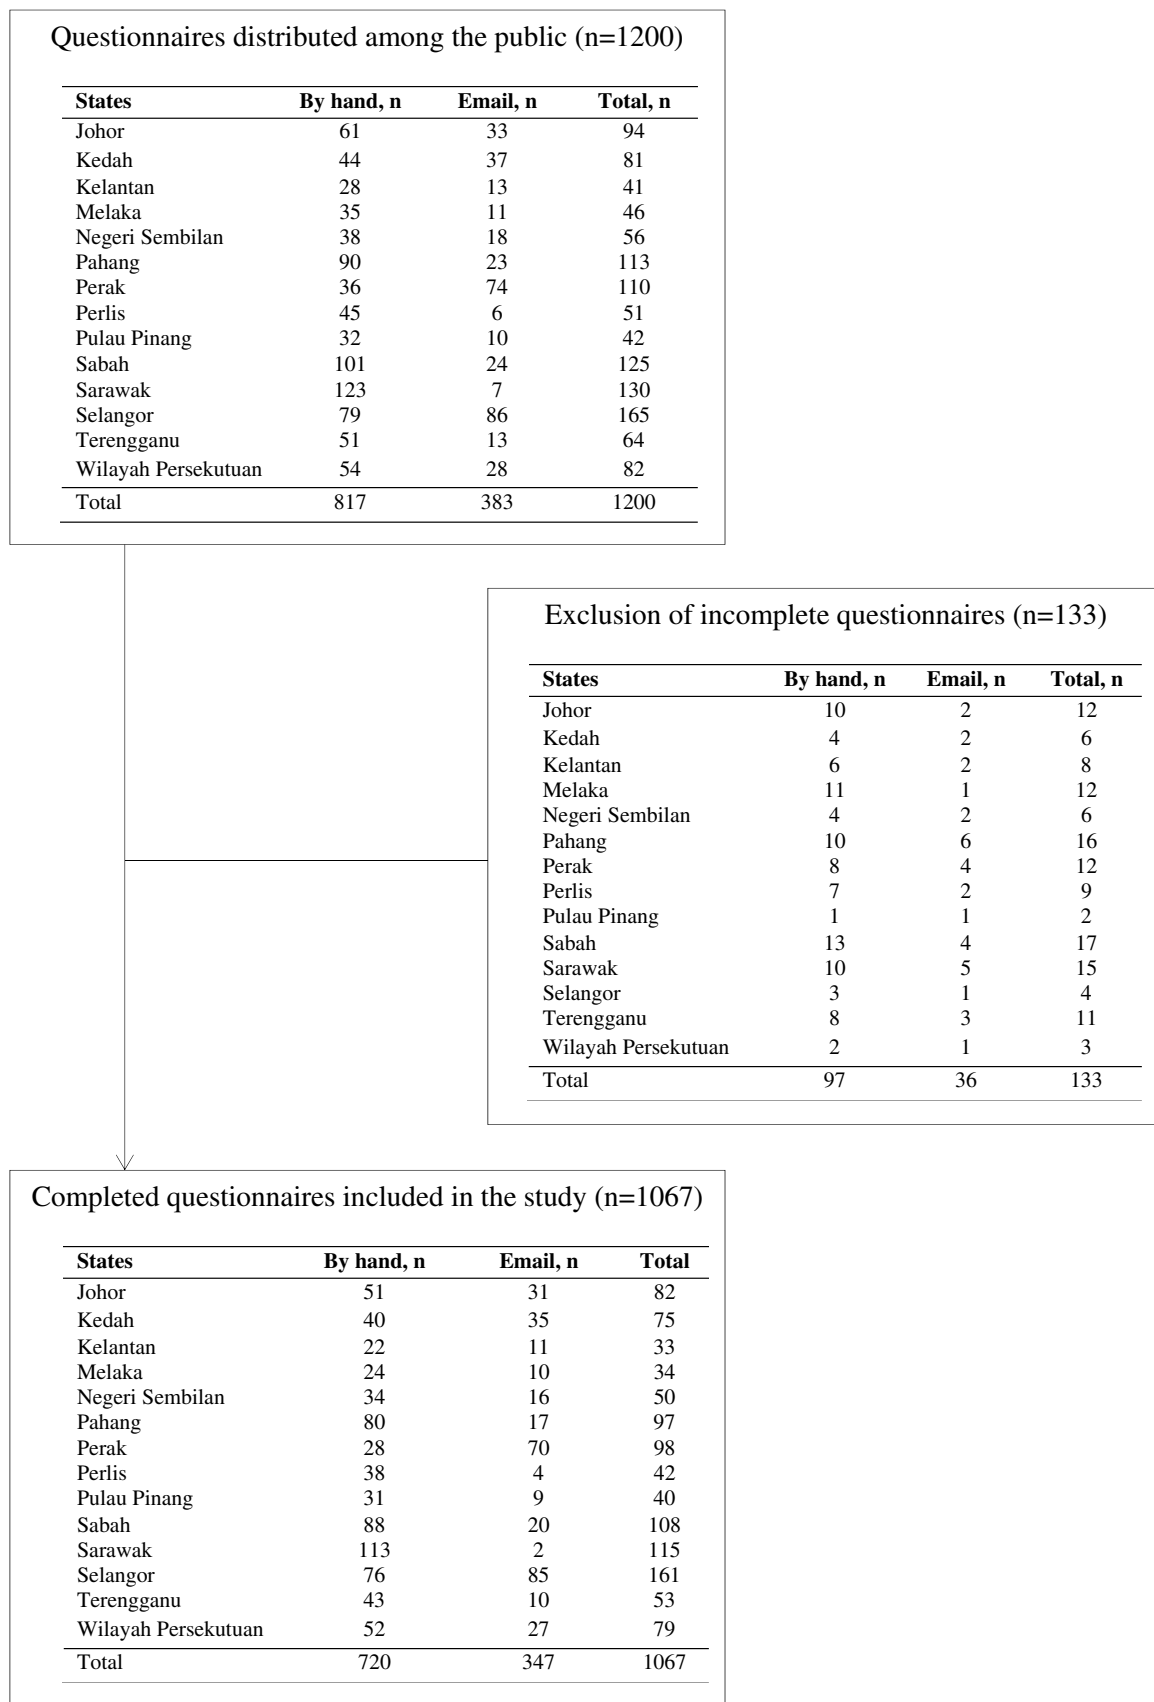 Questionnaires distributed among the public (n=1200)
States By hand, n Email, n Total, n
Johor 61 33 94
Kedah 44 37 81
Kelantan 28 13 41
Melaka 35 11 46
Negeri Sembilan 38 18 56
Pahang 90 23 113
Perak 36 74 110
Perlis 45 6 51
Pulau Pinang 32 10 42
Sabah 101 24 125
Sarawak 123 7 130
Selangor 79 86 165
Terengganu 51 13 64
Wilayah Persekutuan 54 28 82
Total 817 383 1200
Exclusion of incomplete questionnaires (n=133)
States By hand, n Email, n Total, n
Johor 10 2 12
Kedah 4 2 6
Kelantan 6 2 8
Melaka 11 1 12
Negeri Sembilan 4 2 6
Pahang 10 6 16
Perak 8 4 12
Perlis 7 2 9
Pulau Pinang 1 1 2
Sabah 13 4 17
Sarawak 10 5 15
Selangor 3 1 4
Terengganu 8 3 11
Wilayah Persekutuan 2 1 3
Total 97 36 133
Completed questionnaires included in the study (n=1067)
States By hand, n Email, n Total
Johor 51 31 82
Kedah 40 35 75
Kelantan 22 11 33
Melaka 24 10 34
Negeri Sembilan 34 16 50
Pahang 80 17 97
Perak 28 70 98
Perlis 38 4 42
Pulau Pinang 31 9 40
Sabah 88 20 108
Sarawak 113 2 115
Selangor 76 85 161
Terengganu 43 10 53
Wilayah Persekutuan 52 27 79
Total 720 347 1067